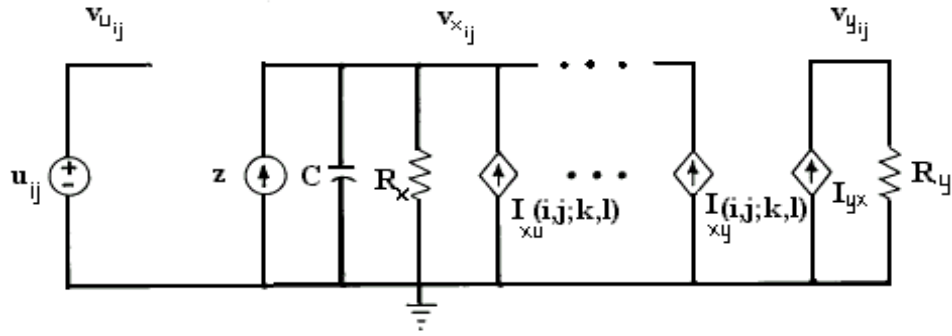 v_u_ij
v_x_ij
v_y_ij
u_ij
z
C
R_x
I_xu(i,j;k,l)
I_xy(i,j;k,l)
I_yx
R_y